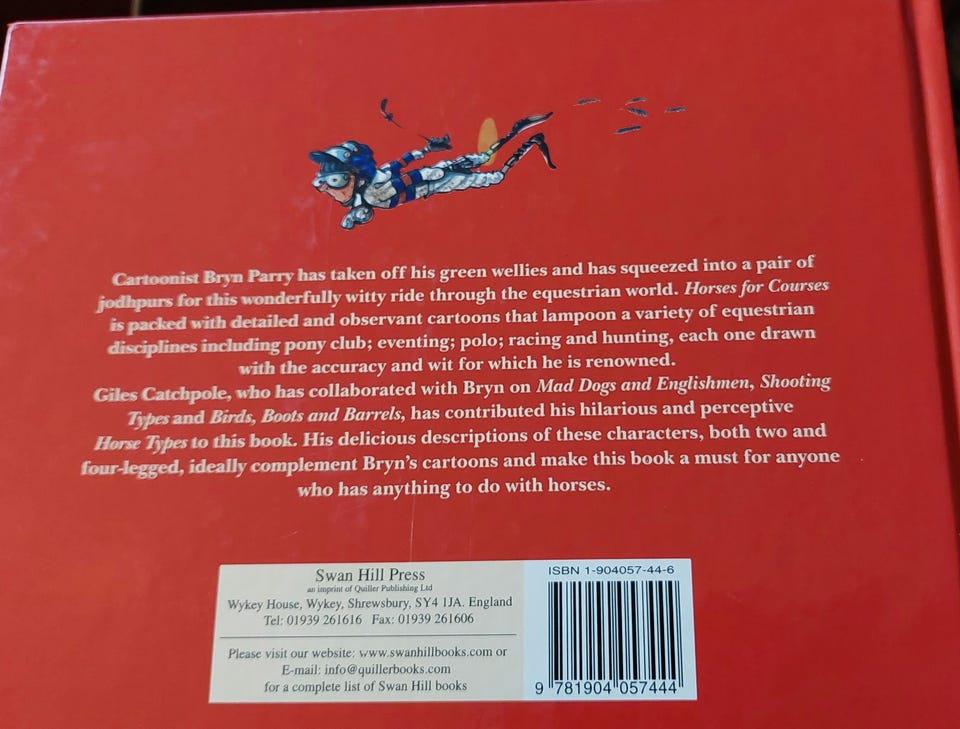 Cartoonist Bryn Parry has taken off his green wellies and has squeezed into a pair of
jodhpurs for this wonderfully witty ride through the equestrian world. Horses for Courses
is packed with detailed and observant cartoons that lampoon a variety of equestrian
disciplines including pony club; eventing; polo; racing and hunting, each one drawn
with the accuracy and wit for which he is renowned.
Giles Catchpole, who has collaborated with Bryn on Mad Dogs and Englishmen, Shooting
Types and Birds, Boots and Barrels, has contributed his hilarious and perceptive
Horse Types to this book. His delicious descriptions of these characters, both two and
four-legged, ideally complement Bryn's cartoons and make this book a must for anyone
who has anything to do with horses.
Swan Hill Press
an imprint of Quiller Publishing Ltd
Wykey House, Wykey, Shrewsbury, SY4 1JA. England
Tel: 01939 261616 Fax: 01939 261606
Please visit our website: www.swanhillbooks.com or
E-mail: info@quillerbooks.com
for a complete list of Swan Hill books
ISBN 1-904057-44-6
9 781904 057444